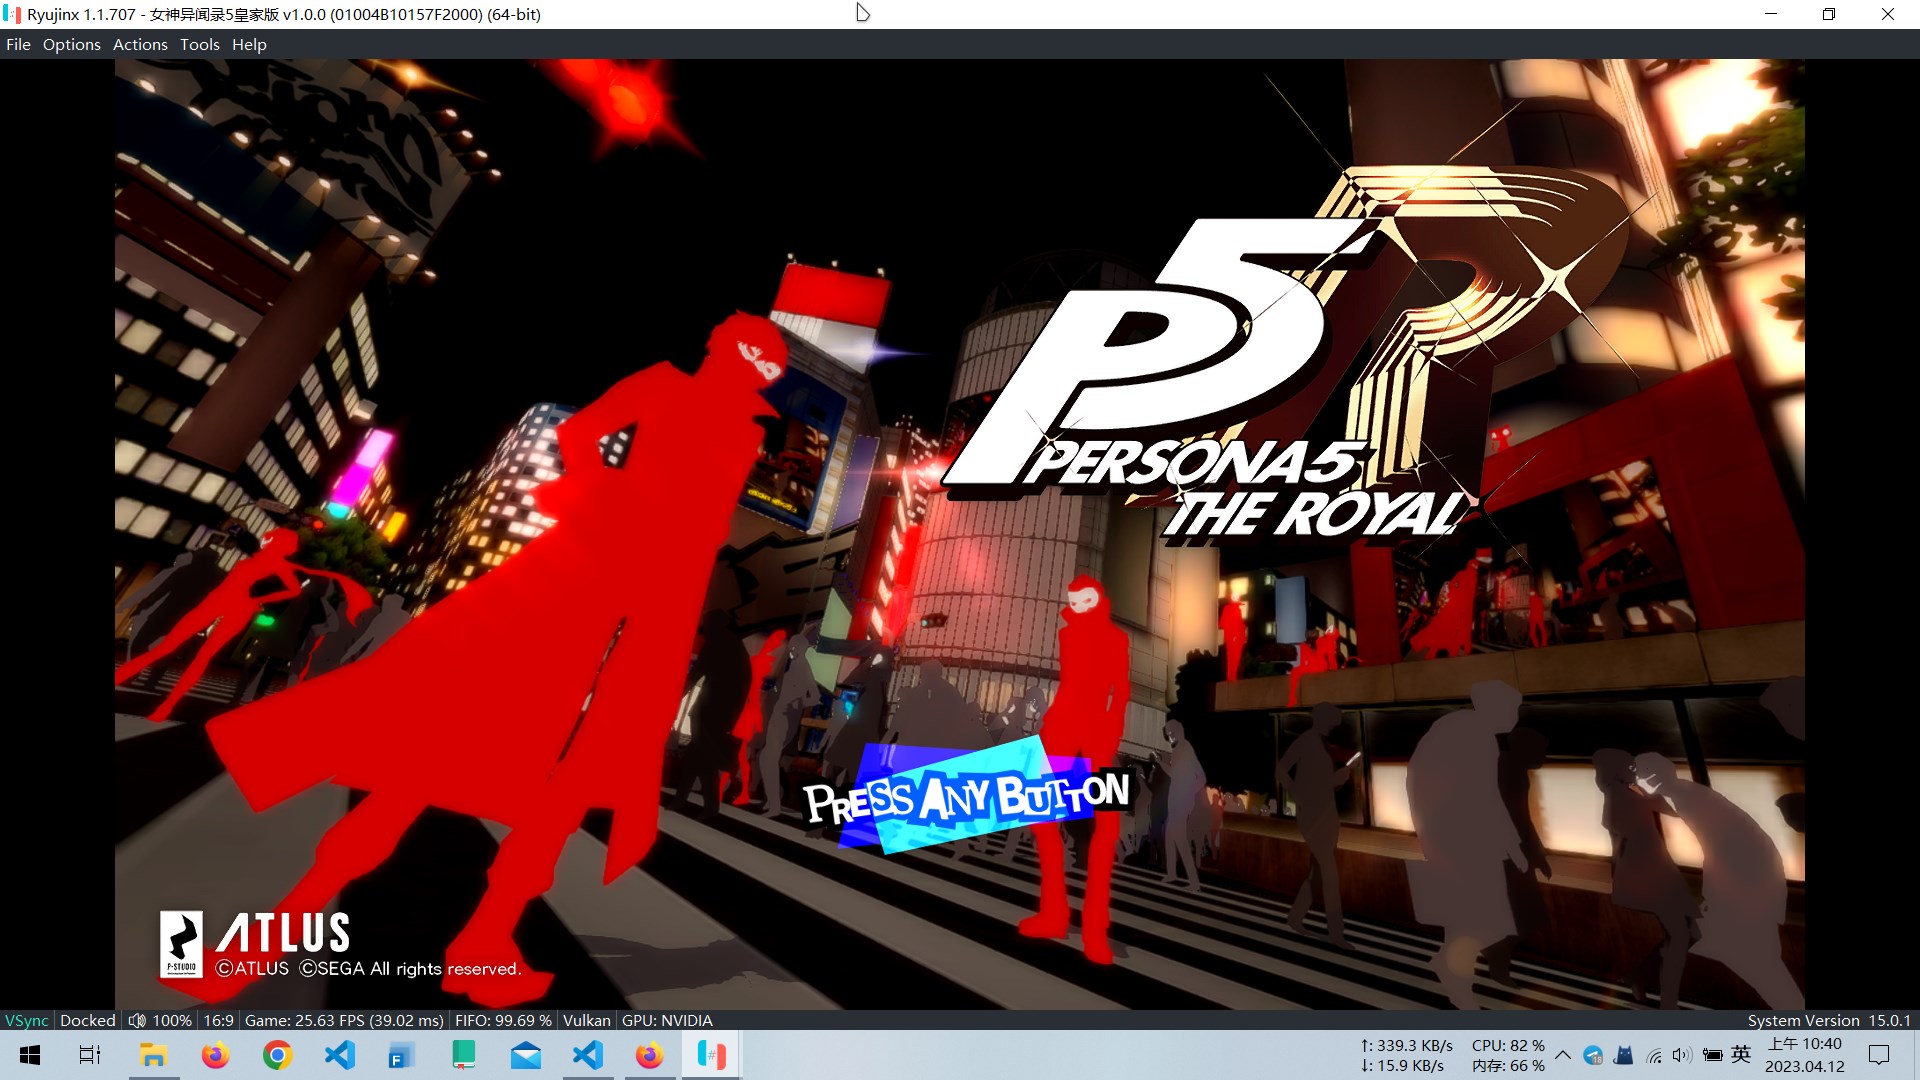 Ryujinx 1.1.707 - 女神异闻录5皇家版 v1.0.0 (01004B10157F2000) (64-bit)
File Options Actions Tools Help
P5R
PERSONA5
THE ROYAL
PRESS ANY BUTTON
P-STUDIO
ATLUS
©ATLUS ©SEGA All rights reserved.
VSync Docked 100% 16:9 Game: 25.63 FPS (39.02 ms) FIFO: 99.69 % Vulkan GPU: NVIDIA System Version 15.0.1
↑: 339.3 KB/s CPU: 82 %
↓: 15.9 KB/s 内存: 66 %
英
上午 10:40
2023.04.12